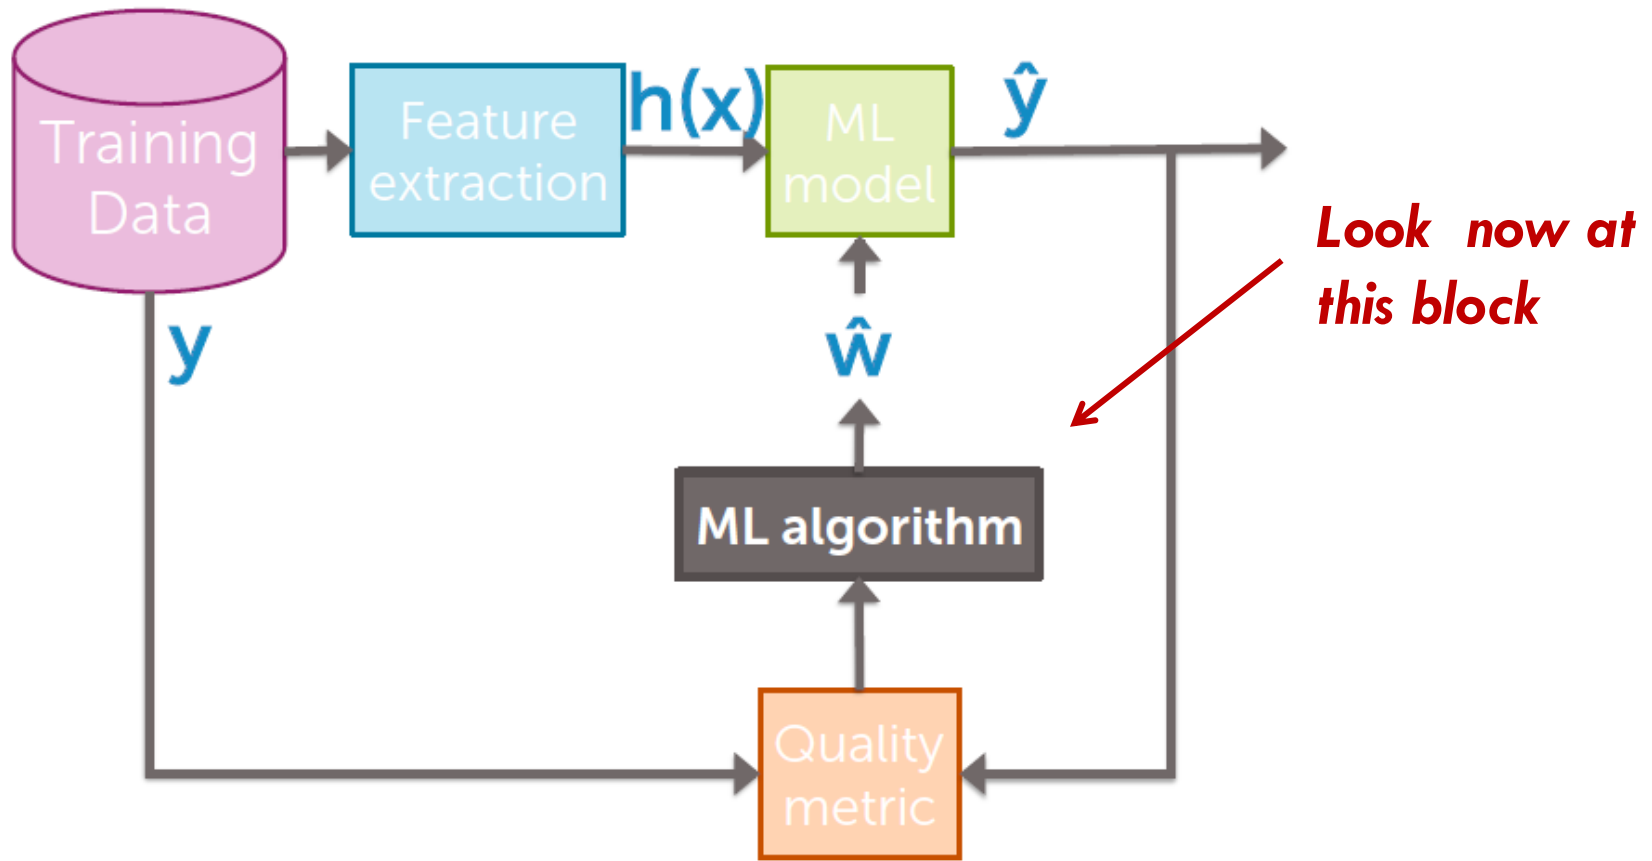 Training
Data
Feature
extraction
h(x)
ML
model
ŷ
Look now at
this block
y
ŵ
ML algorithm
Quality
metric